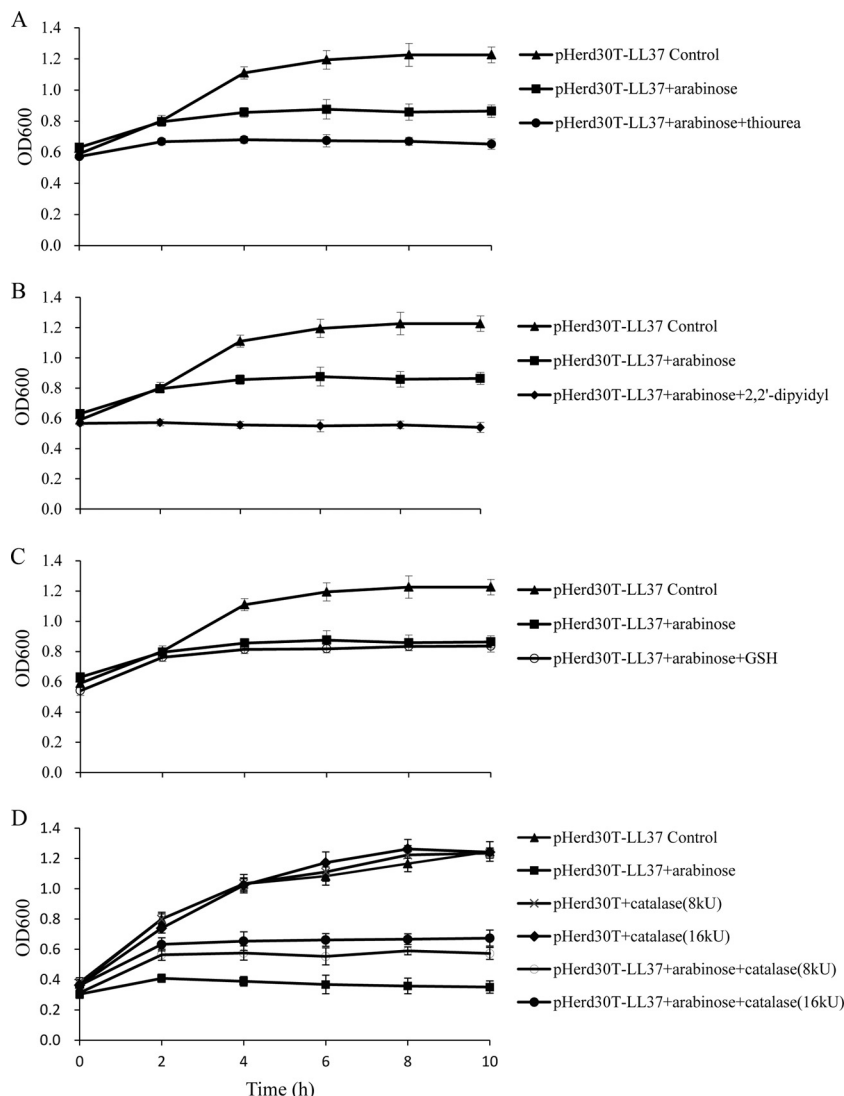 A
1.4
1.2
1.0
0.8
0.6
0.4
0.2
0.0
OD600
pHerd30T-LL37 Control
pHerd30T-LL37+arabinose
pHerd30T-LL37+arabinose+thiourea
B
1.4
1.2
1.0
0.8
0.6
0.4
0.2
0.0
OD600
pHerd30T-LL37 Control
pHerd30T-LL37+arabinose
pHerd30T-LL37+arabinose+2,2'-dipyidyl
C
1.4
1.2
1.0
0.8
0.6
0.4
0.2
0.0
OD600
pHerd30T-LL37 Control
pHerd30T-LL37+arabinose
pHerd30T-LL37+arabinose+GSH
D
1.4
1.2
1.0
0.8
0.6
0.4
0.2
0.0
OD600
pHerd30T-LL37 Control
pHerd30T-LL37+arabinose
pHerd30T+catalase(8kU)
pHerd30T+catalase(16kU)
pHerd30T-LL37+arabinose+catalase(8kU)
pHerd30T-LL37+arabinose+catalase(16kU)
0 2 4 6 8 10
Time (h)